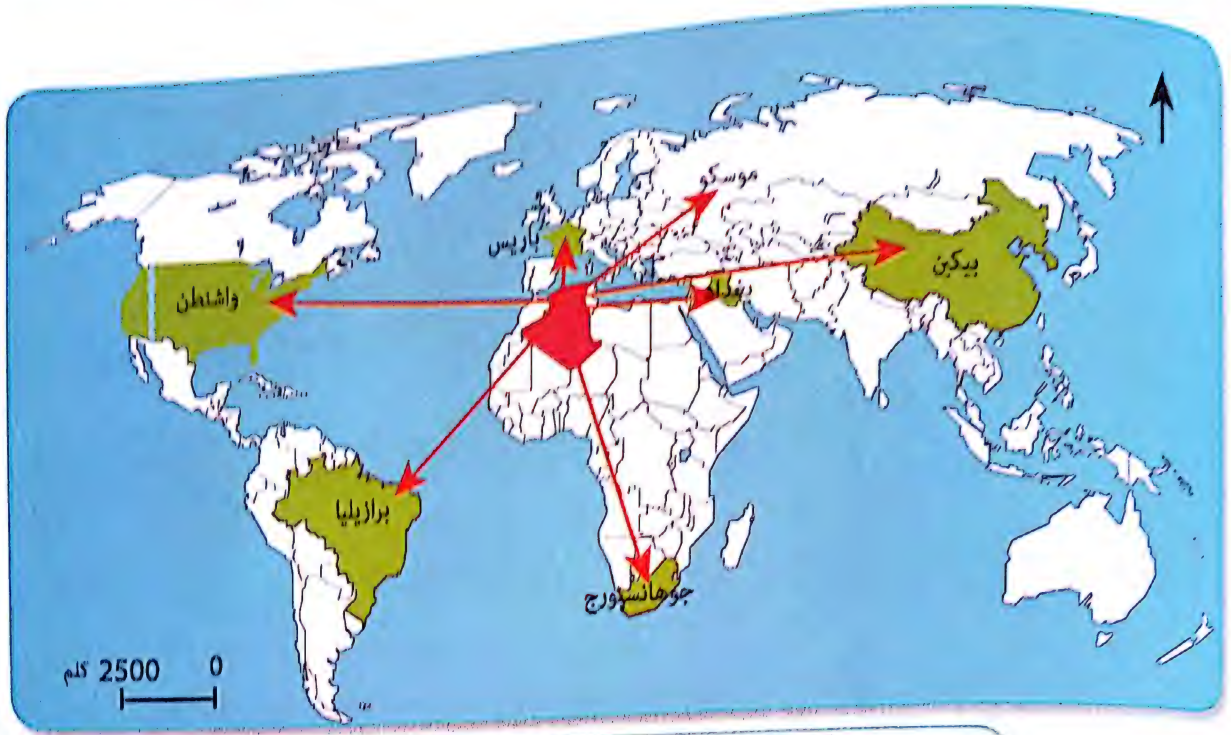 موسكو
باريس
بيكين
واشنطن
برازيليا
جوهانسبورج
0 2500 كلم